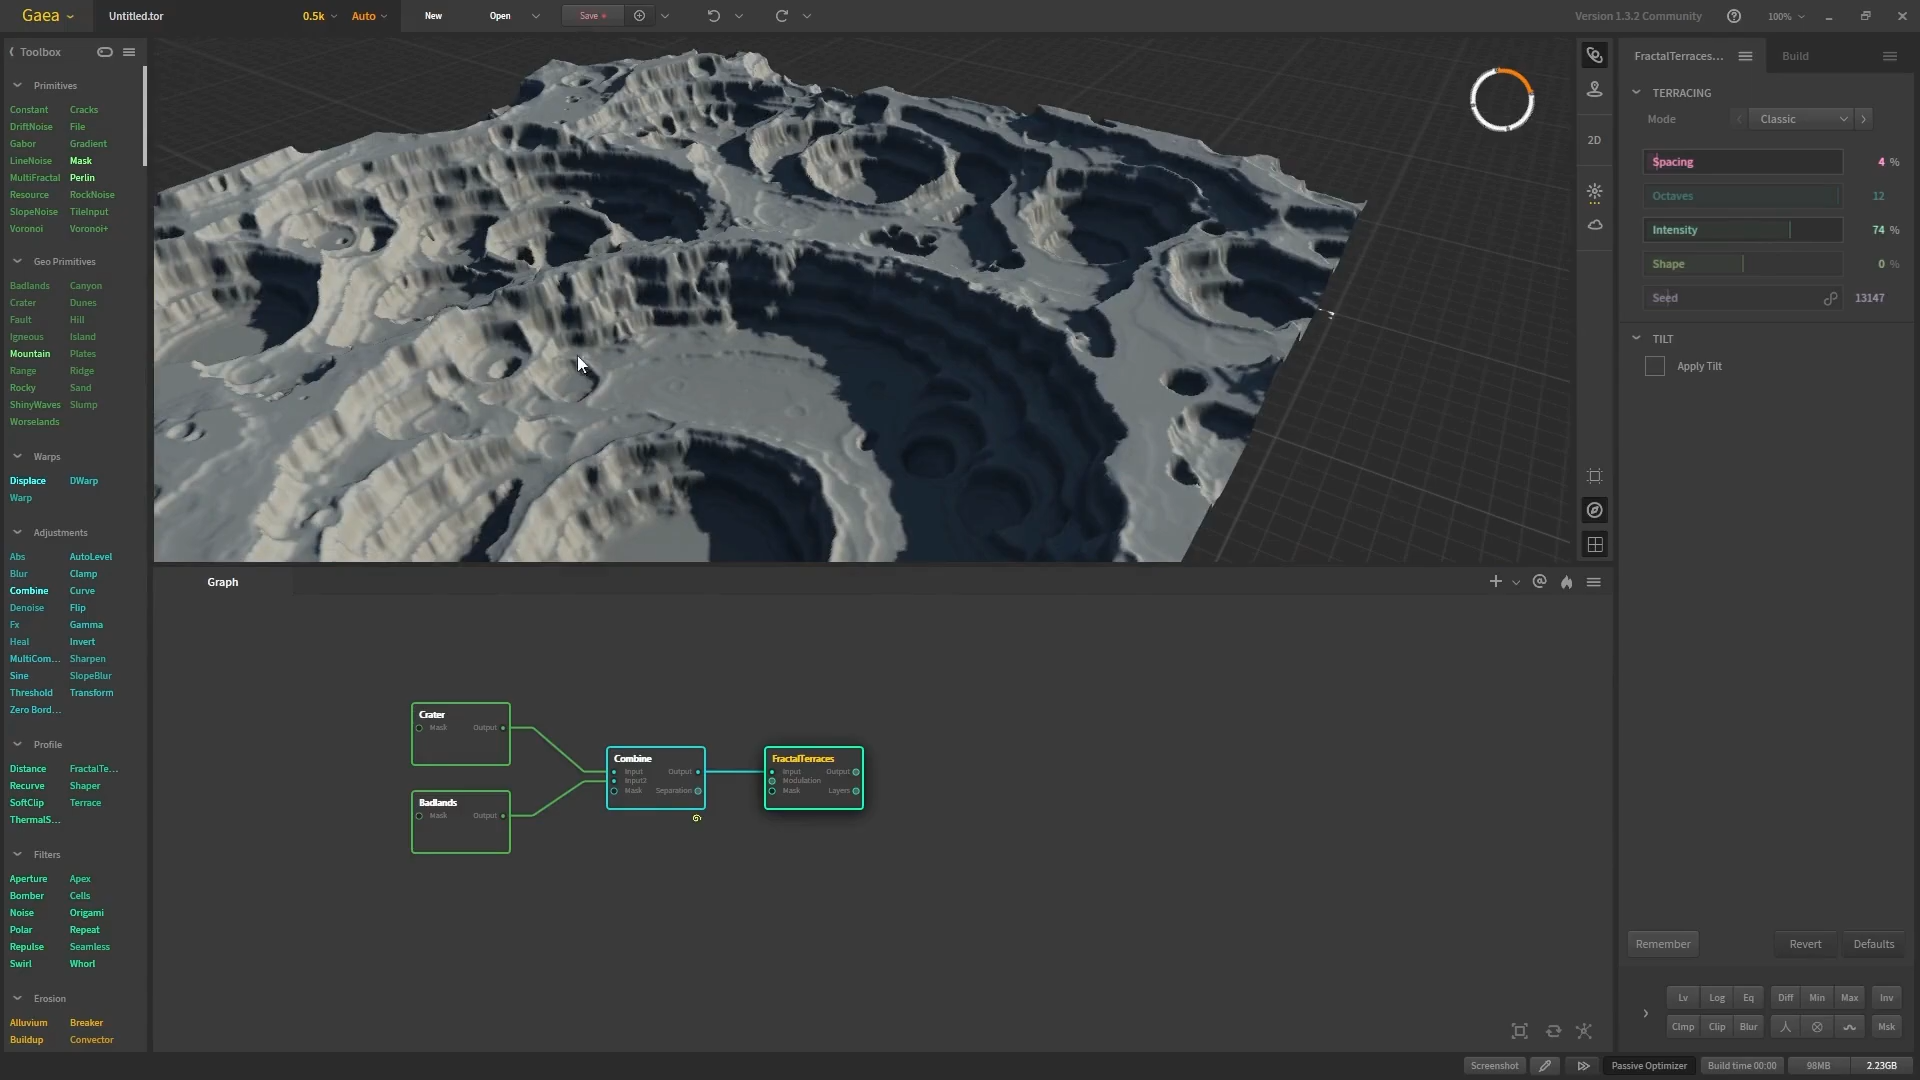 Gaea
Untitled.tor
0.5k
Auto
New
Open
Save
Version 1.3.2 Community
100%
Toolbox
Primitives
Constant Cracks
DriftNoise File
Gabor Gradient
LineNoise Mask
MultiFractal Perlin
Resource RockNoise
SlopeNoise TileInput
Voronoi Voronoi+
Geo Primitives
Badlands Canyon
Crater Dunes
Fault Hill
Igneous Island
Mountain Plates
Range Ridge
Rocky Sand
ShinyWaves Slump
Worselands
Warps
Displace DWarp
Warp
Adjustments
Abs AutoLevel
Blur Clamp
Combine Curve
Denoise Flip
Fx Gamma
Heal Invert
MultiCom... Sharpen
Sine SlopeBlur
Threshold Transform
Zero Bord...
Profile
Distance FractalTe...
Recurve Shaper
SoftClip Terrace
ThermalS...
Filters
Aperture Apex
Bomber Cells
Noise Origami
Polar Repeat
Repulse Seamless
Swirl Whorl
Erosion
Alluvium Breaker
Buildup Convector
2D
Graph
Crater
Mask Output
Badlands
Mask Output
Combine
Input Output
Input2
Mask Separation
FractalTerraces
Input Output
Modulation
Mask Layers
FractalTerraces...
Build
TERRACING
Mode Classic
Spacing 4 %
Octaves 12
Intensity 74 %
Shape 0 %
Seed 13147
TILT
Apply Tilt
Remember Revert Defaults
Lv Log Eq Diff Min Max Inv
Clmp Clip Blur Msk
Screenshot Passive Optimizer Build time 00:00 98MB 2.23GB